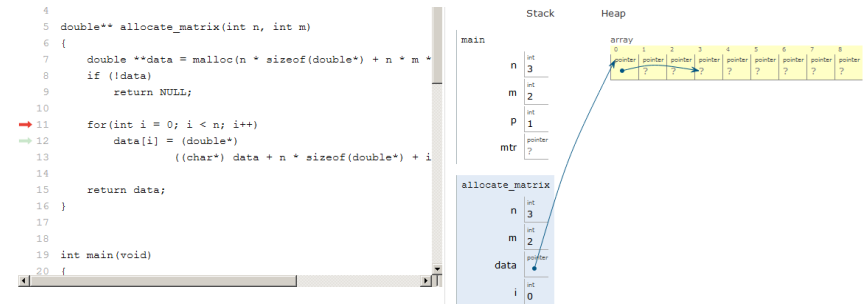 4
5 double** allocate_matrix(int n, int m)
6 {
7 double **data = malloc(n * sizeof(double*) + n * m *
8 if (!data)
9 return NULL;
10
11 for(int i = 0; i < n; i++)
12 data[i] = (double*)
13 ((char*) data + n * sizeof(double*) + i
14
15 return data;
16 }
17
18
19 int main(void)
20 {
Stack Heap
main
int
n 3
int
m 2
int
p 1
pointer
mtr ?
allocate_matrix
int
n 3
int
m 2
pointer
data
int
i 0
array
0 1 2 3 4 5 6 7 8
pointer pointer pointer pointer pointer pointer pointer pointer pointer
? ? ? ? ? ? ? ?